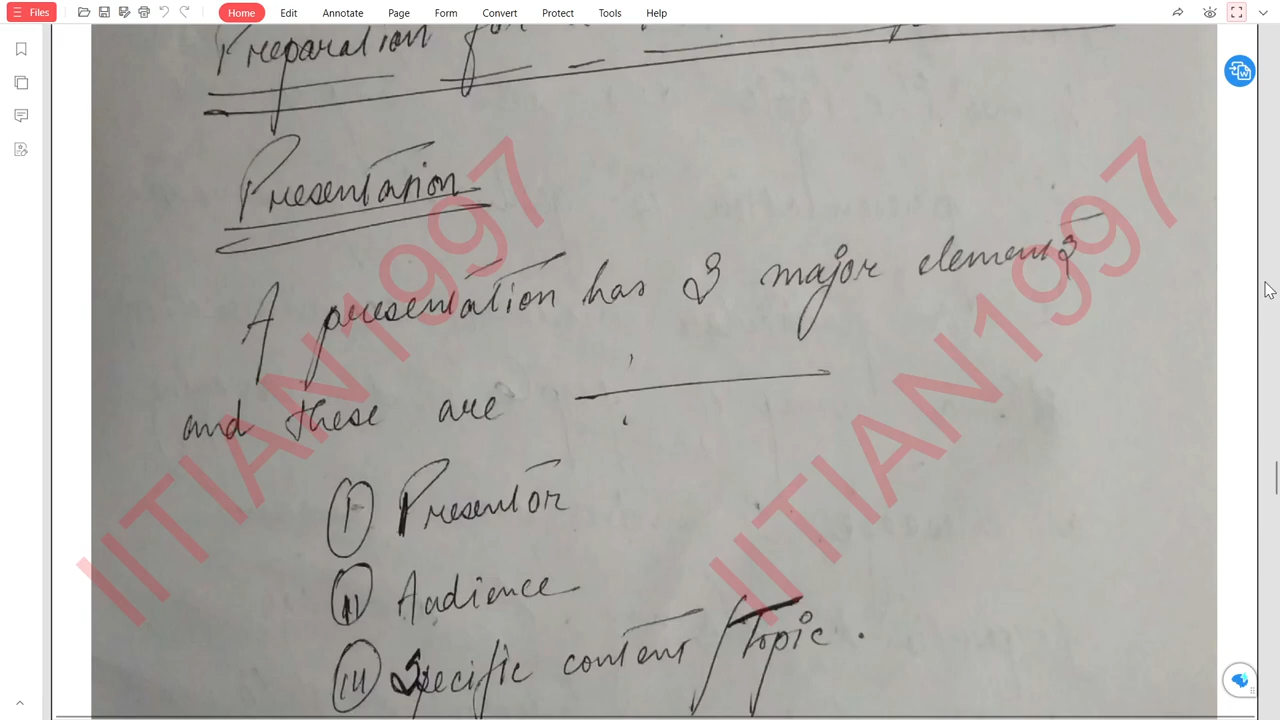 Files
Home
Edit
Annotate
Page
Form
Convert
Protect
Tools
Help
Preparation for
Presentation
A presentation has 3 major elements
and these are
I Presentor
II Audience
III Specific content / Topic.
IITIAN1997
IITIAN1997